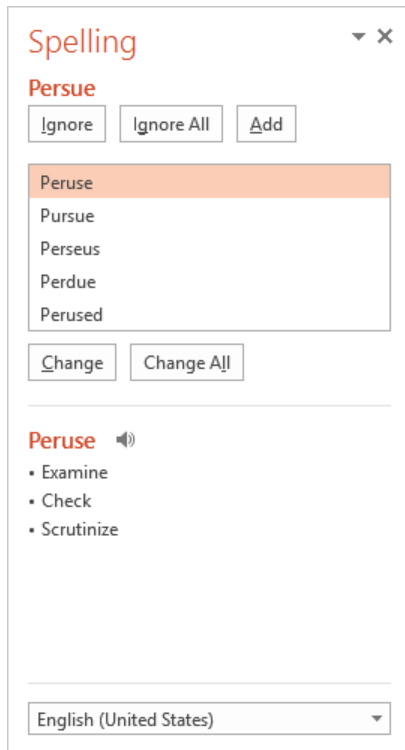 Spelling
Persue
Ignore Ignore All Add
Peruse
Pursue
Perseus
Perdue
Perused
Change Change All
Peruse
• Examine
• Check
• Scrutinize
English (United States)